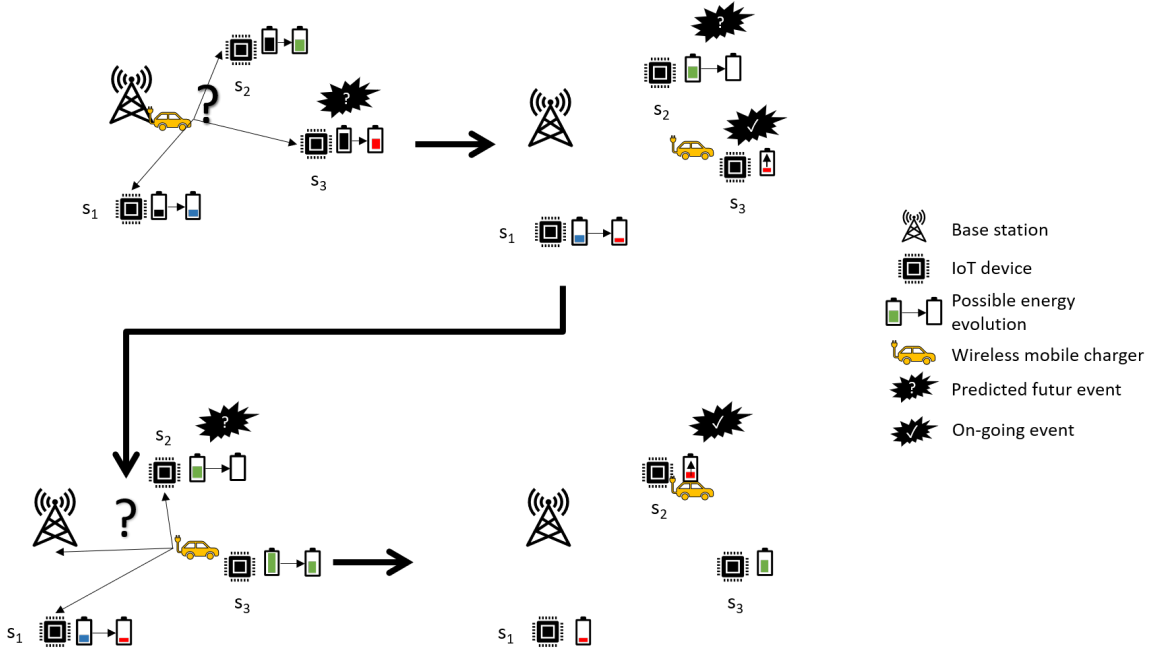 ?
s2
?
s3
s1
?
s2
✓
s3
s1
Base station
IoT device
Possible energy
evolution
Wireless mobile charger
? Predicted futur event
✓ On-going event
s2
?
?
s3
s1
✓
s2
s3
s1